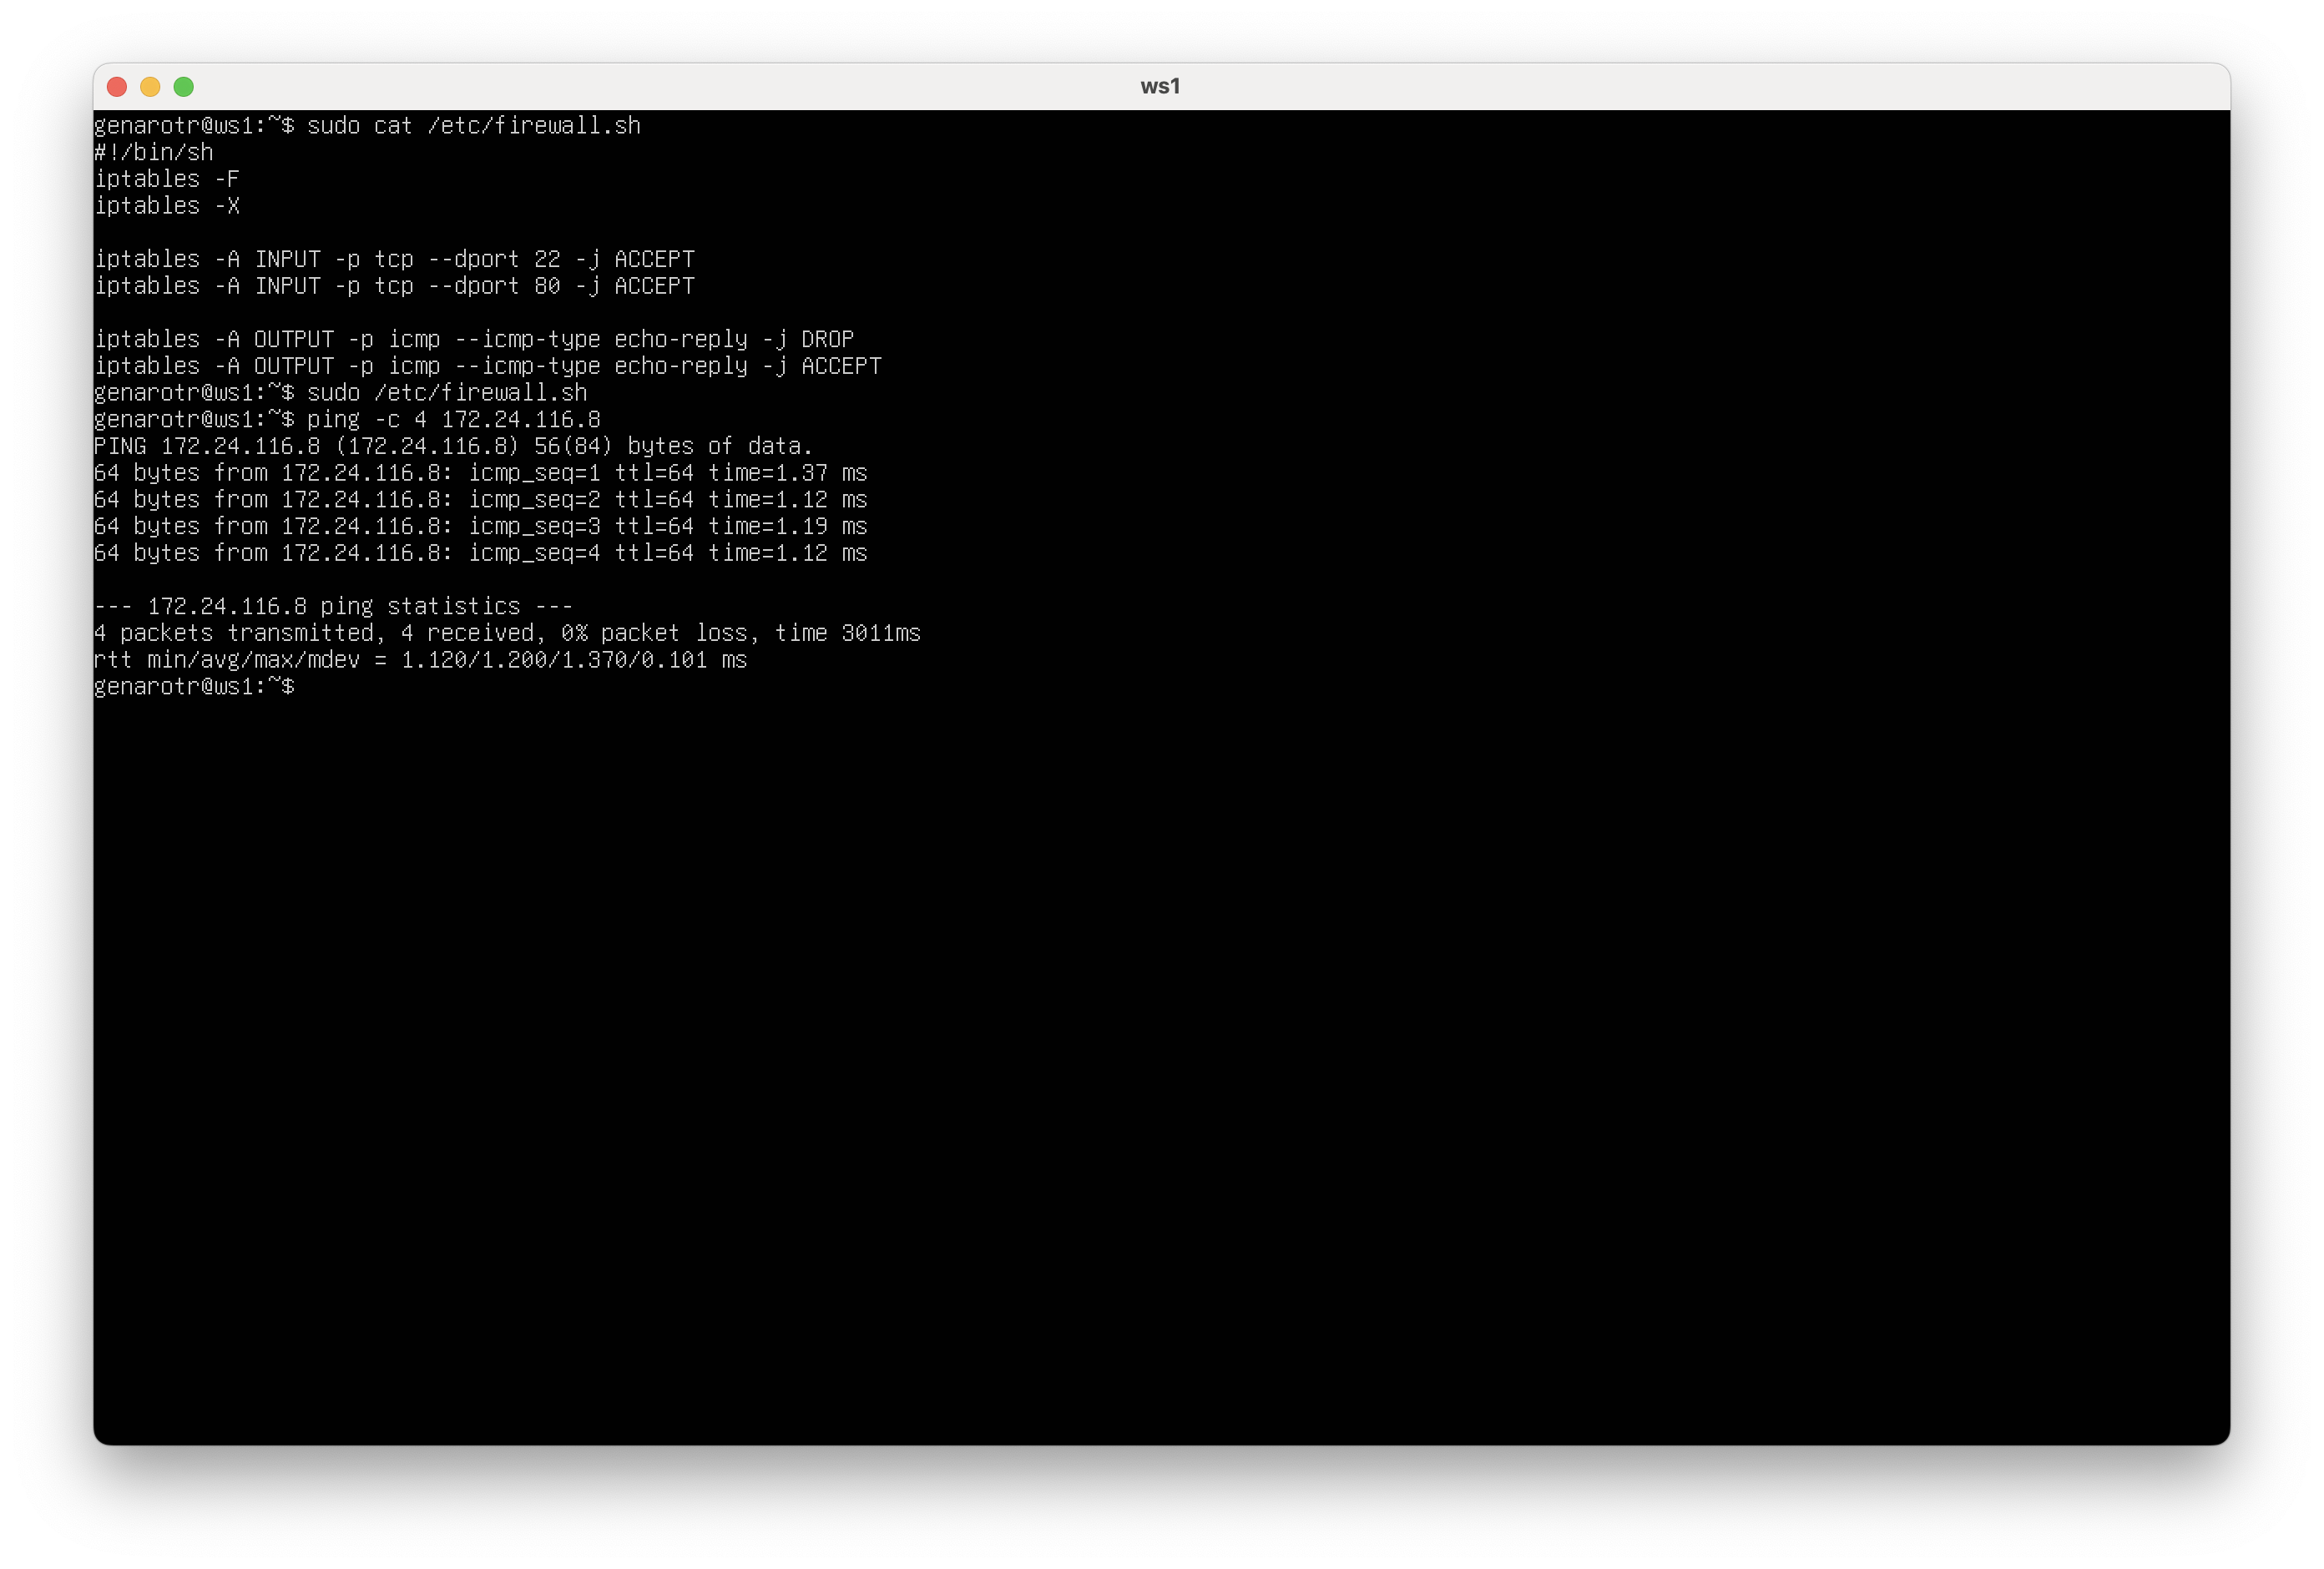 ws1
genarotr@ws1:~$ sudo cat /etc/firewall.sh
#!/bin/sh
iptables -F
iptables -X
iptables -A INPUT -p tcp --dport 22 -j ACCEPT
iptables -A INPUT -p tcp --dport 80 -j ACCEPT
iptables -A OUTPUT -p icmp --icmp-type echo-reply -j DROP
iptables -A OUTPUT -p icmp --icmp-type echo-reply -j ACCEPT
genarotr@ws1:~$ sudo /etc/firewall.sh
genarotr@ws1:~$ ping -c 4 172.24.116.8
PING 172.24.116.8 (172.24.116.8) 56(84) bytes of data.
64 bytes from 172.24.116.8: icmp_seq=1 ttl=64 time=1.37 ms
64 bytes from 172.24.116.8: icmp_seq=2 ttl=64 time=1.12 ms
64 bytes from 172.24.116.8: icmp_seq=3 ttl=64 time=1.19 ms
64 bytes from 172.24.116.8: icmp_seq=4 ttl=64 time=1.12 ms
--- 172.24.116.8 ping statistics ---
4 packets transmitted, 4 received, 0% packet loss, time 3011ms
rtt min/avg/max/mdev = 1.120/1.200/1.370/0.101 ms
genarotr@ws1:~$